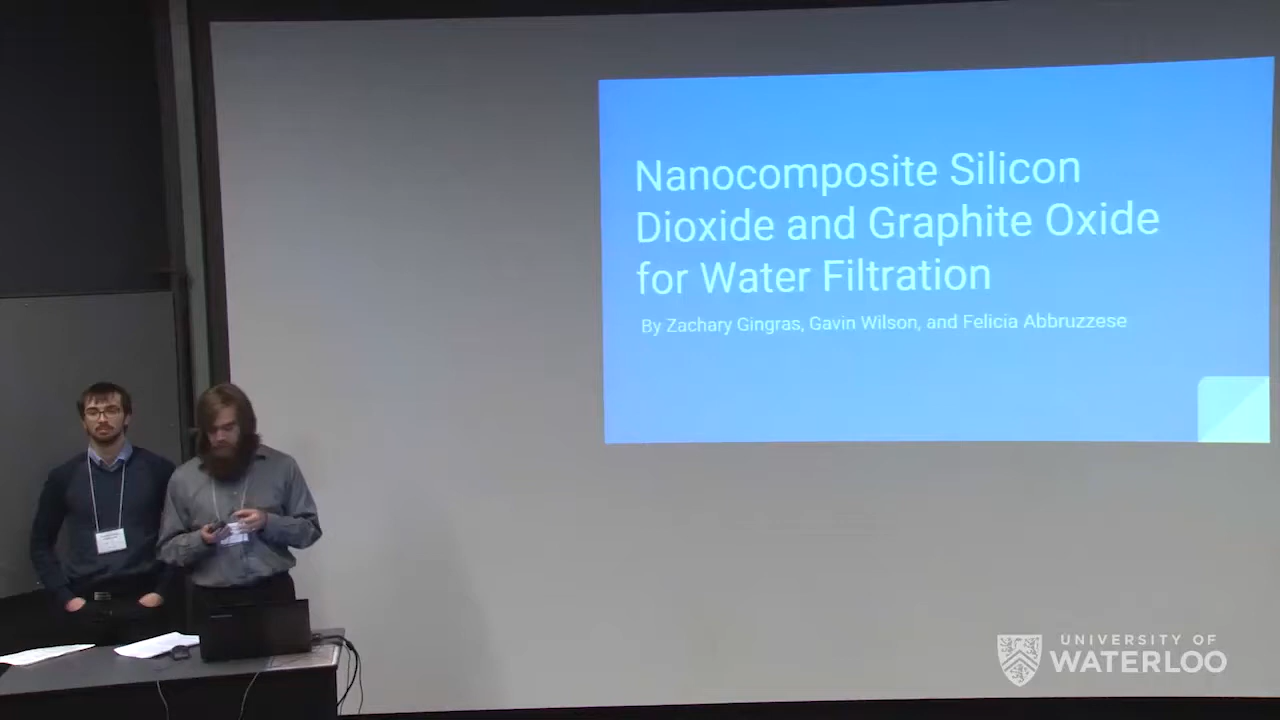 Nanocomposite Silicon
Dioxide and Graphite Oxide
for Water Filtration
By Zachary Gingras, Gavin Wilson, and Felicia Abbruzzese
UNIVERSITY OF
WATERLOO